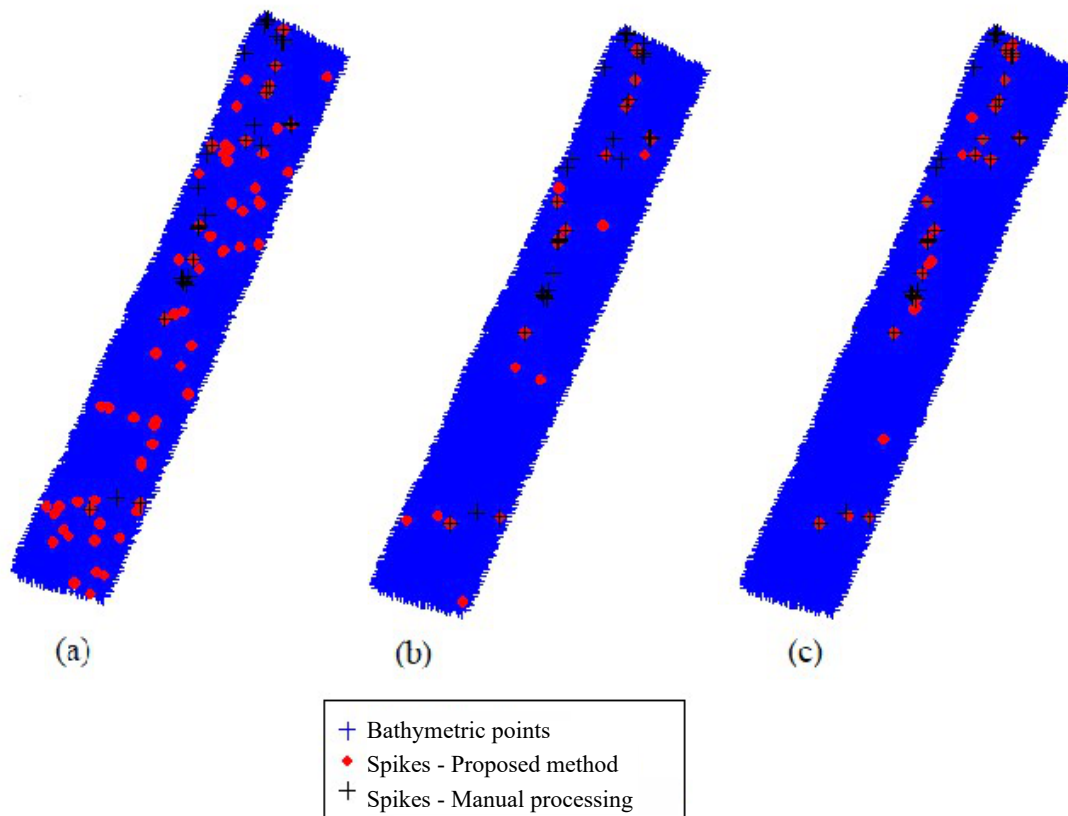 (a) (b) (c)
Bathymetric points
Spikes - Proposed method
Spikes - Manual processing